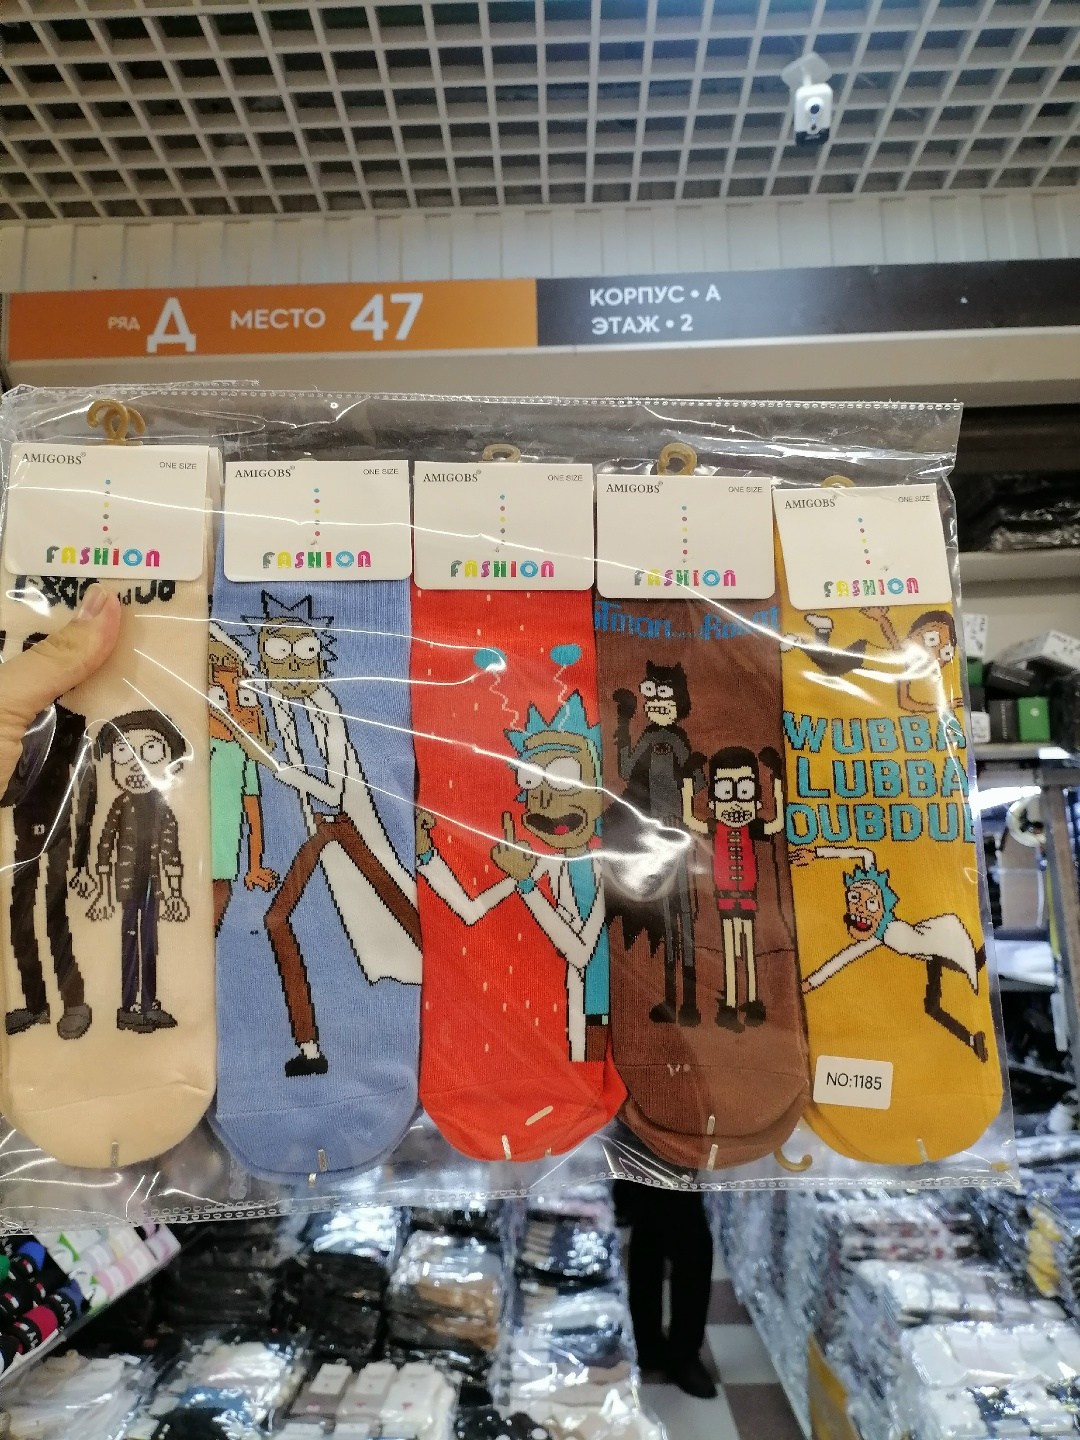 РЯД Д МЕСТО 47
КОРПУС • А
ЭТАЖ • 2
AMIGOBS® ONE SIZE
FASHION
AMIGOBS® ONE SIZE
FASHION
AMIGOBS® ONE SIZE
FASHION
AMIGOBS® ONE SIZE
FASHION
AMIGOBS® ONE SIZE
FASHION
WUBBA
LUBBA
DUBDUB
NO:1185